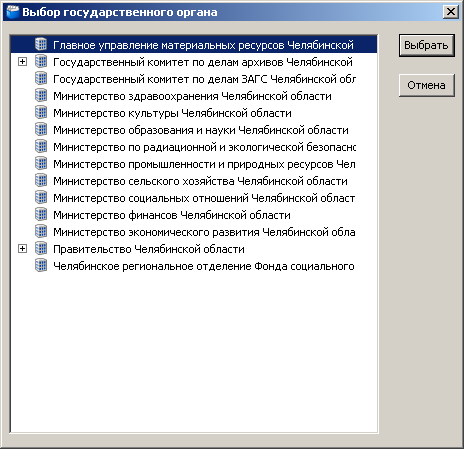 Выбор государственного органа
Главное управление материальных ресурсов Челябинской
Государственный комитет по делам архивов Челябинской
Государственный комитет по делам ЗАГС Челябинской обл
Министерство здравоохранения Челябинской области
Министерство культуры Челябинской области
Министерство образования и науки Челябинской области
Министерство по радиационной и экологической безопасно
Министерство промышленности и природных ресурсов Чел
Министерство сельского хозяйства Челябинской области
Министерство социальных отношений Челябинской област
Министерство финансов Челябинской области
Министерство экономического развития Челябинской обла
Правительство Челябинской области
Челябинское региональное отделение Фонда социального
Выбрать
Отмена